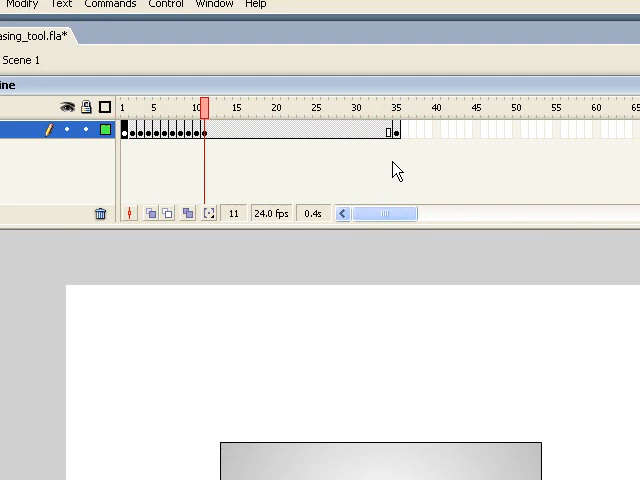 Modify Text Commands Control Window Help
asing_tool.fla*
Scene 1
ine
1 5 10 15 20 25 30 35 40 45 50 55 60 65
11 24.0 fps 0.4s